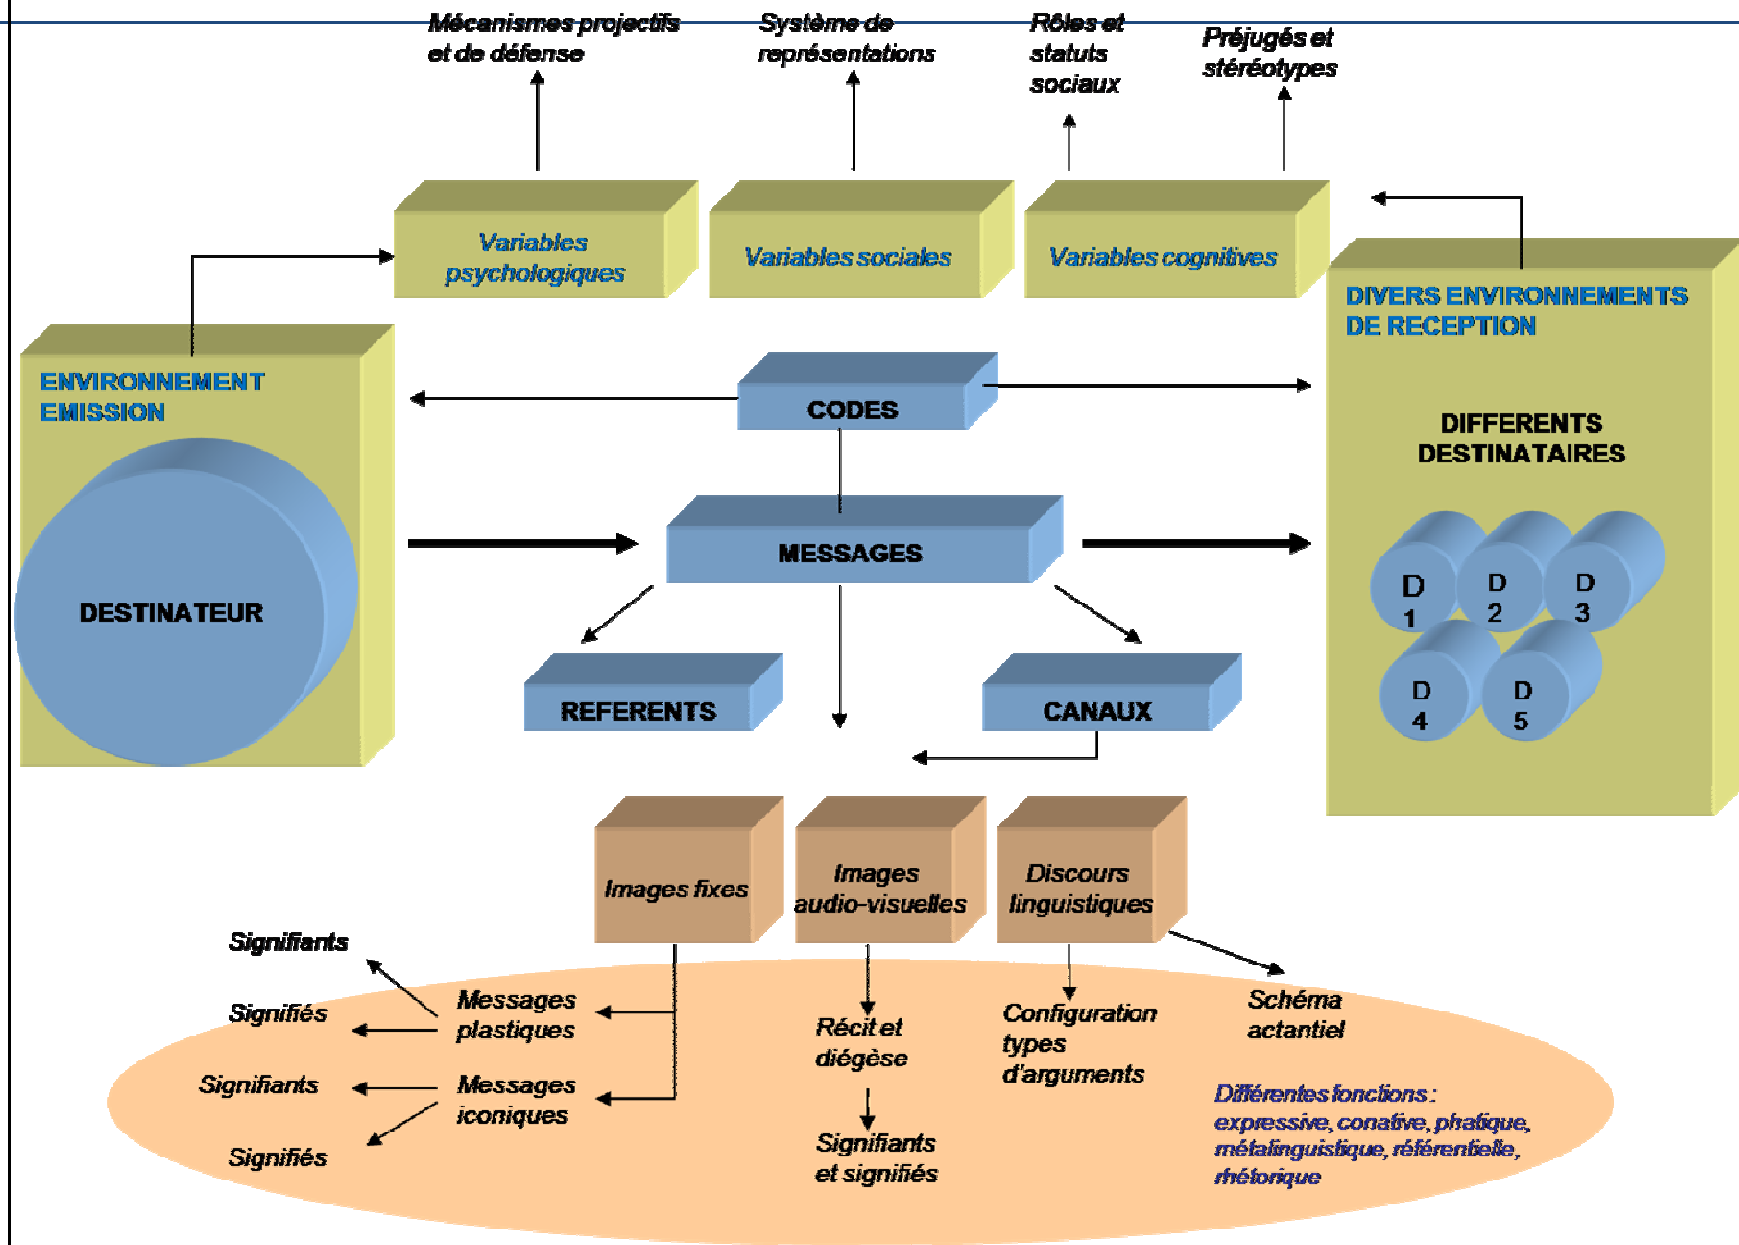 Mécanismes projectifs
et de défense
Système de
représentations
Rôles et
statuts
sociaux
Préjugés et
stéréotypes
Variables
psychologiques
Variables sociales
Variables cognitives
ENVIRONNEMENT
EMISSION
DESTINATEUR
CODES
MESSAGES
REFERENTS
CANAUX
DIVERS ENVIRONNEMENTS
DE RECEPTION
DIFFERENTS
DESTINATAIRES
D
1
D
2
D
3
D
4
D
5
Images fixes
Images
audio-visuelles
Discours
linguistiques
Signifiants
Signifiés
Messages
plastiques
Signifiants
Signifiés
Messages
iconiques
Récit et
diégèse
Signifiants
et signifiés
Configuration
types
d'arguments
Schéma
actantiel
Différentes fonctions :
expressive, conative, phatique,
métalinguistique, référentielle,
rhétorique